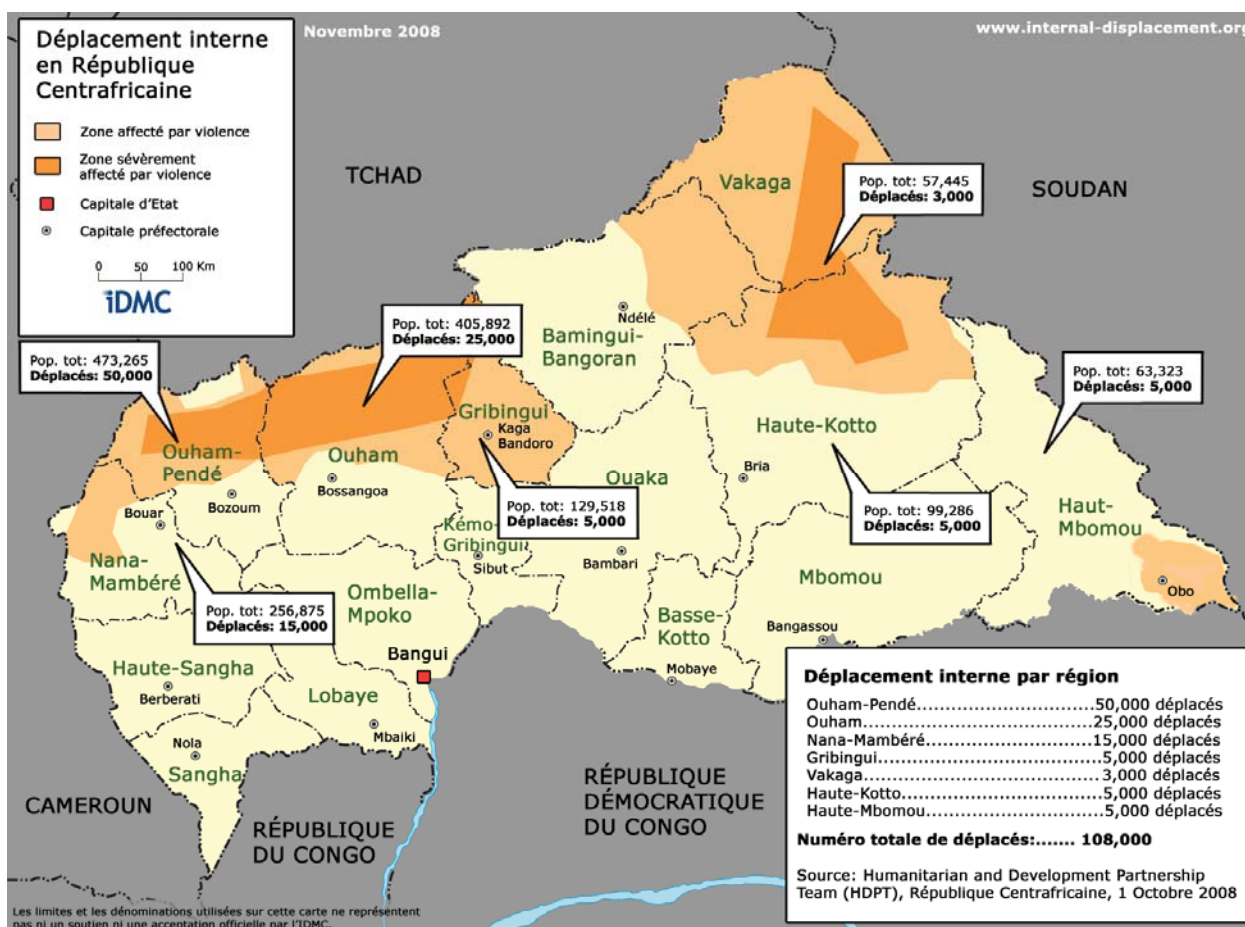 Déplacement interne
en République
Centrafricaine
Zone affecté par violence
Zone sévèrement
affecté par violence
Capitale d'Etat
Capitale préfectorale
0 50 100 Km
iDMC
Novembre 2008
www.internal-displacement.org
TCHAD
SOUDAN
Vakaga
Pop. tot: 57,445
Déplacés: 3,000
Pop. tot: 405,892
Déplacés: 25,000
Ndélé
Bamingui-
Bangoran
Pop. tot: 473,265
Déplacés: 50,000
Pop. tot: 63,323
Déplacés: 5,000
Gribingui
Kaga
Bandoro
Haute-Kotto
Ouham-
Pendé
Ouham
Bossangoa
Bozoum
Bouar
Ouaka
Bria
Pop. tot: 129,518
Déplacés: 5,000
Pop. tot: 99,286
Déplacés: 5,000
Haut-
Mbomou
Obo
Kémo-
Gribingui
Sibut
Bambari
Nana-
Mambéré
Mbomou
Pop. tot: 256,875
Déplacés: 15,000
Ombella-
Mpoko
Basse-
Kotto
Bangassou
Mobaye
Bangui
Haute-Sangha
Berberati
Lobaye
Mbaiki
Nola
Sangha
CAMEROUN
RÉPUBLIQUE
DU CONGO
RÉPUBLIQUE
DÉMOCRATIQUE
DU CONGO
Déplacement interne par région
Ouham-Pendé..............................50,000 déplacés
Ouham.......................................25,000 déplacés
Nana-Mambéré............................15,000 déplacés
Gribingui......................................5,000 déplacés
Vakaga........................................3,000 déplacés
Haute-Kotto..................................5,000 déplacés
Haute-Mbomou..............................5,000 déplacés
Numéro totale de déplacés:....... 108,000
Source: Humanitarian and Development Partnership
Team (HDPT), République Centrafricaine, 1 Octobre 2008
Les limites et les dénominations utilisées sur cette carte ne représentent
pas ni un soutien ni une acceptation officielle par l'IDMC.